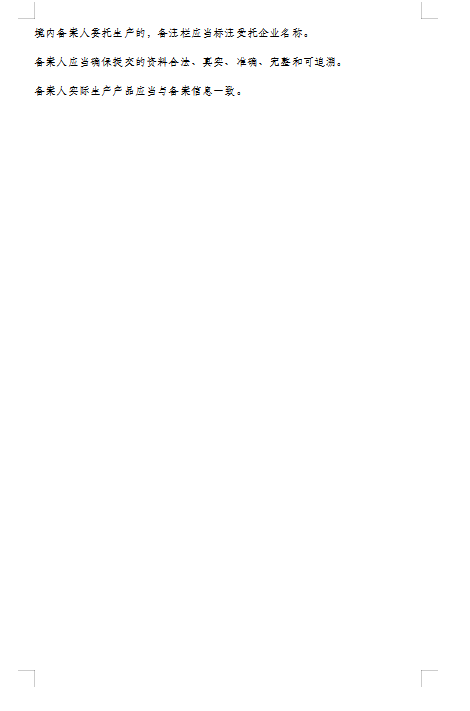 境内备案人委托生产的，备注栏应当标注受托企业名称。
备案人应当确保提交的资料合法、真实、准确、完整和可追溯。
备案人实际生产产品应当与备案信息一致。